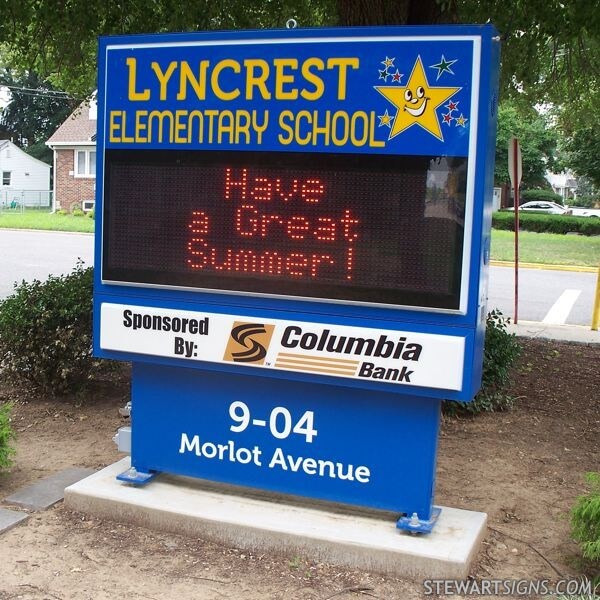 LYNCREST
ELEMENTARY SCHOOL
Have
a Great
Summer!
Sponsored
By:
Columbia
Bank
9-04
Morlot Avenue
STEWARTSIGNS.COM